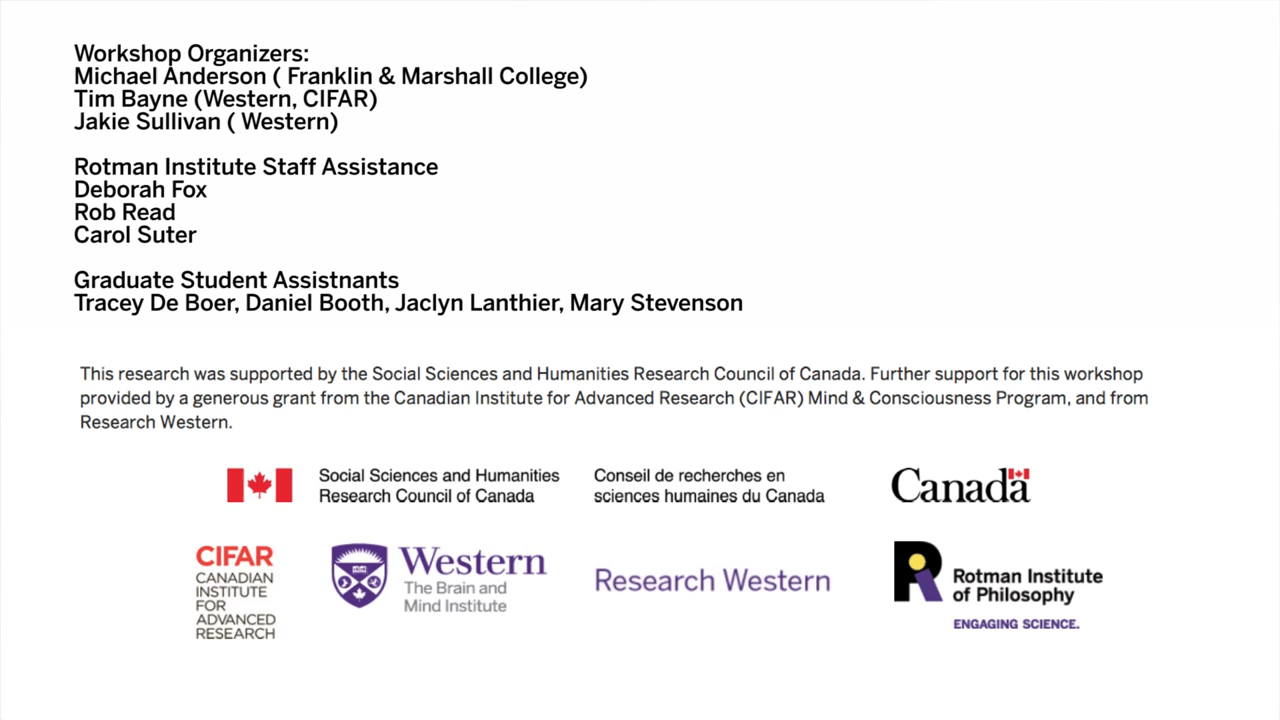 Workshop Organizers:
Michael Anderson ( Franklin & Marshall College)
Tim Bayne (Western, CIFAR)
Jakie Sullivan ( Western)
Rotman Institute Staff Assistance
Deborah Fox
Rob Read
Carol Suter
Graduate Student Assistnants
Tracey De Boer, Daniel Booth, Jaclyn Lanthier, Mary Stevenson
This research was supported by the Social Sciences and Humanities Research Council of Canada. Further support for this workshop
provided by a generous grant from the Canadian Institute for Advanced Research (CIFAR) Mind & Consciousness Program, and from
Research Western.
Social Sciences and Humanities
Research Council of Canada
Conseil de recherches en
sciences humaines du Canada
Canada
CIFAR
CANADIAN
INSTITUTE
FOR
ADVANCED
RESEARCH
Western
The Brain and
Mind Institute
Research Western
Rotman Institute
of Philosophy
ENGAGING SCIENCE.